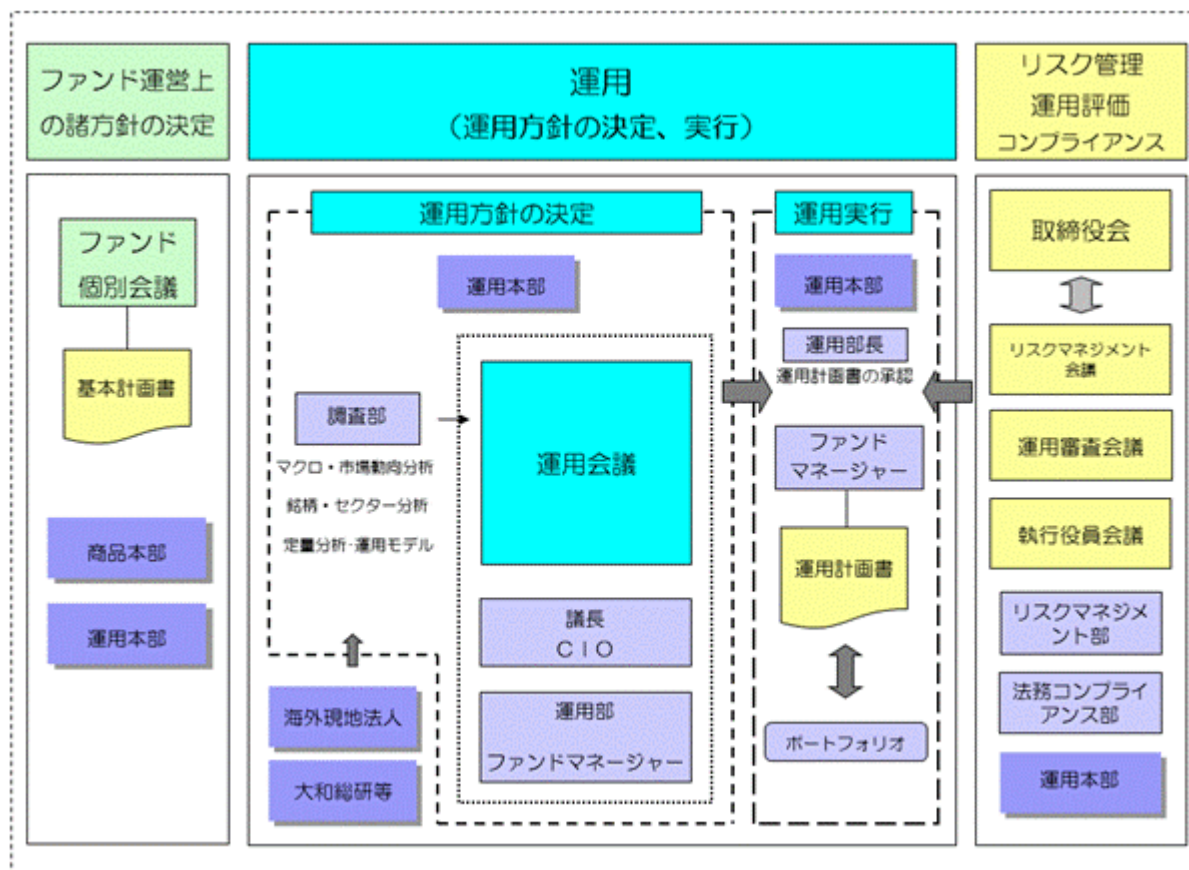 ファンド運営上
の諸方針の決定
運用
（運用方針の決定、実行）
リスク管理
運用評価
コンプライアンス
ファンド
個別会議
基本計画書
商品本部
運用本部
運用方針の決定
運用本部
調査部
マクロ・市場動向分析
銘柄・セクター分析
定量分析・運用モデル
海外現地法人
大和総研等
運用会議
議長
ＣＩＯ
運用部
ファンドマネージャー
運用実行
運用本部
運用部長
運用計画書の承認
ファンド
マネージャー
運用計画書
ポートフォリオ
取締役会
リスクマネジメント
会議
運用審査会議
執行役員会議
リスクマネジメ
ント部
法務コンプライ
アンス部
運用本部